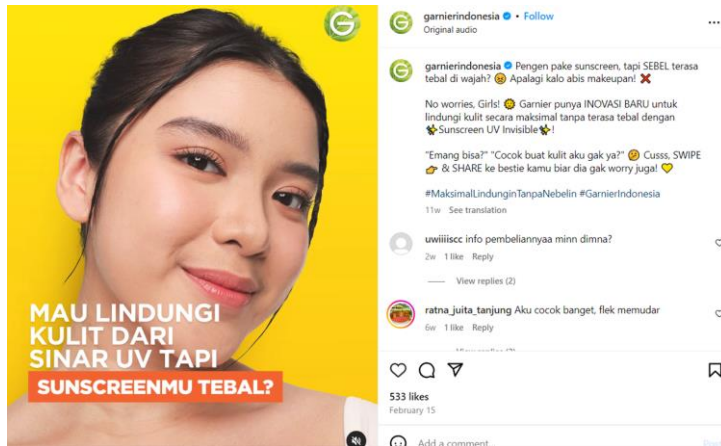 G
MAU LINDUNGI
KULIT DARI
SINAR UV TAPI
SUNSCREENMU TEBAL?
garnierindonesia • Follow
Original audio
garnierindonesia Pengen pake sunscreen, tapi SEBEL terasa
tebal di wajah? 😖 Apalagi kalo abis makeupan! ❌
No worries, Girls! 🌞 Garnier punya INOVASI BARU untuk
lindungi kulit secara maksimal tanpa terasa tebal dengan
✨Sunscreen UV Invisible✨!
"Emang bisa?" "Cocok buat kulit aku gak ya?" 🤔 Cusss, SWIPE
👉 & SHARE ke bestie kamu biar dia gak worry juga! 💛
#MaksimalLindunginTanpaNebelin #GarnierIndonesia
11w See translation
uwiiiscc info pembeliannyaa minn dimna?
2w 1 like Reply
View replies (2)
ratna_juita_tanjung Aku cocok banget, flek memudar
6w 1 like Reply
533 likes
February 15
Add a comment...
Post